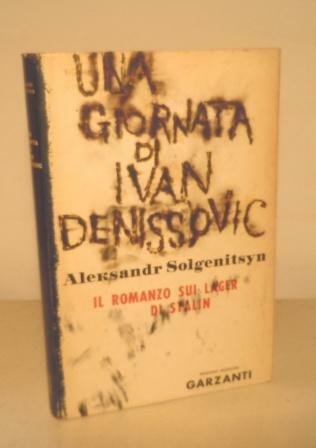 UNA
GIORNATA
DI
IVAN
DENISSOVIC
Aleksandr Solgenitsyn
IL ROMANZO SUI LAGER
DI STALIN
GARZANTI